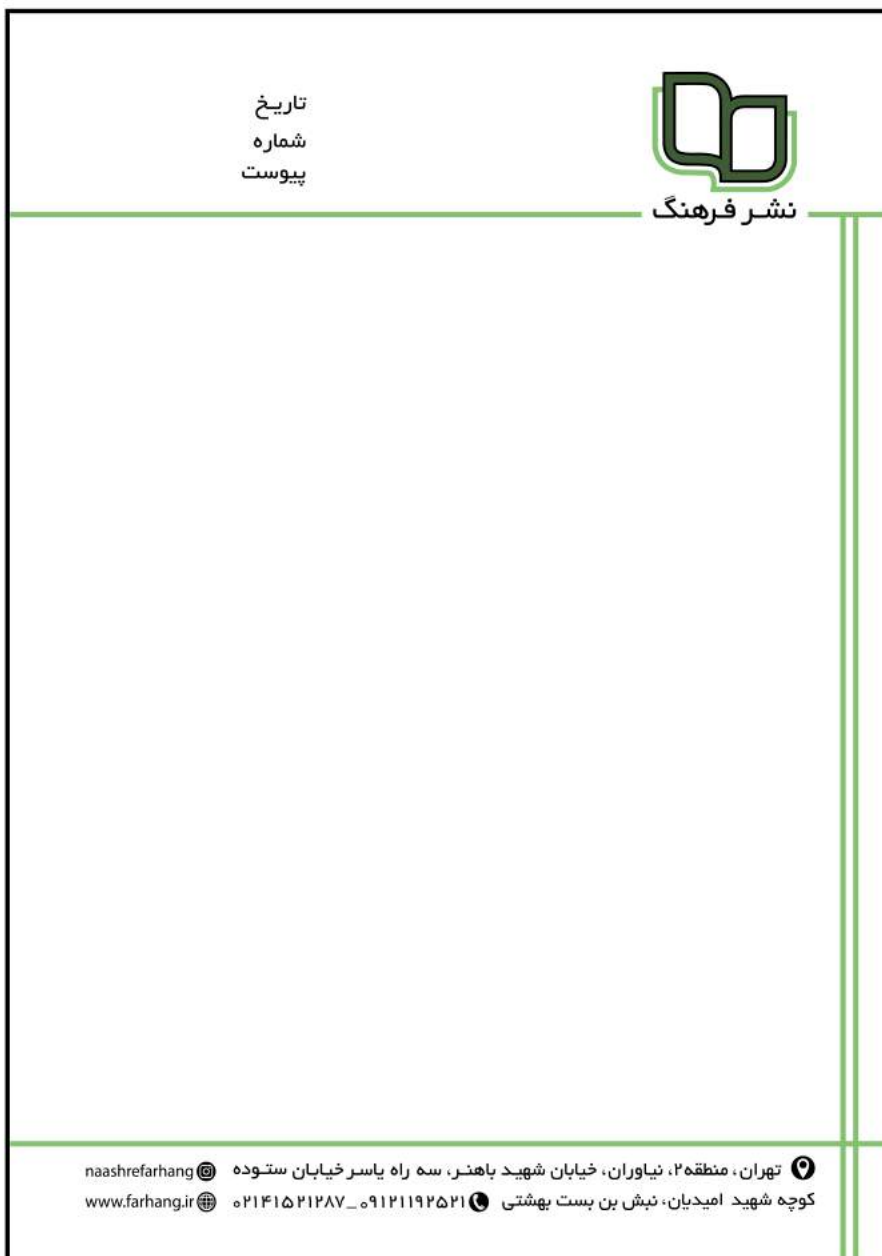 تاریخ
شماره
پیوست
نشر فرهنگ
تهران، منطقه۲، نیاوران، خیابان شهید باهنر، سه راه یاسر خیابان ستوده naashrefarhang
کوچه شهید امیدیان، نبش بن بست بهشتی ۰۹۱۲۱۱۹۲۵۲۱_۰۲۱۴۱۵۲۱۲۸۷ www.farhang.ir